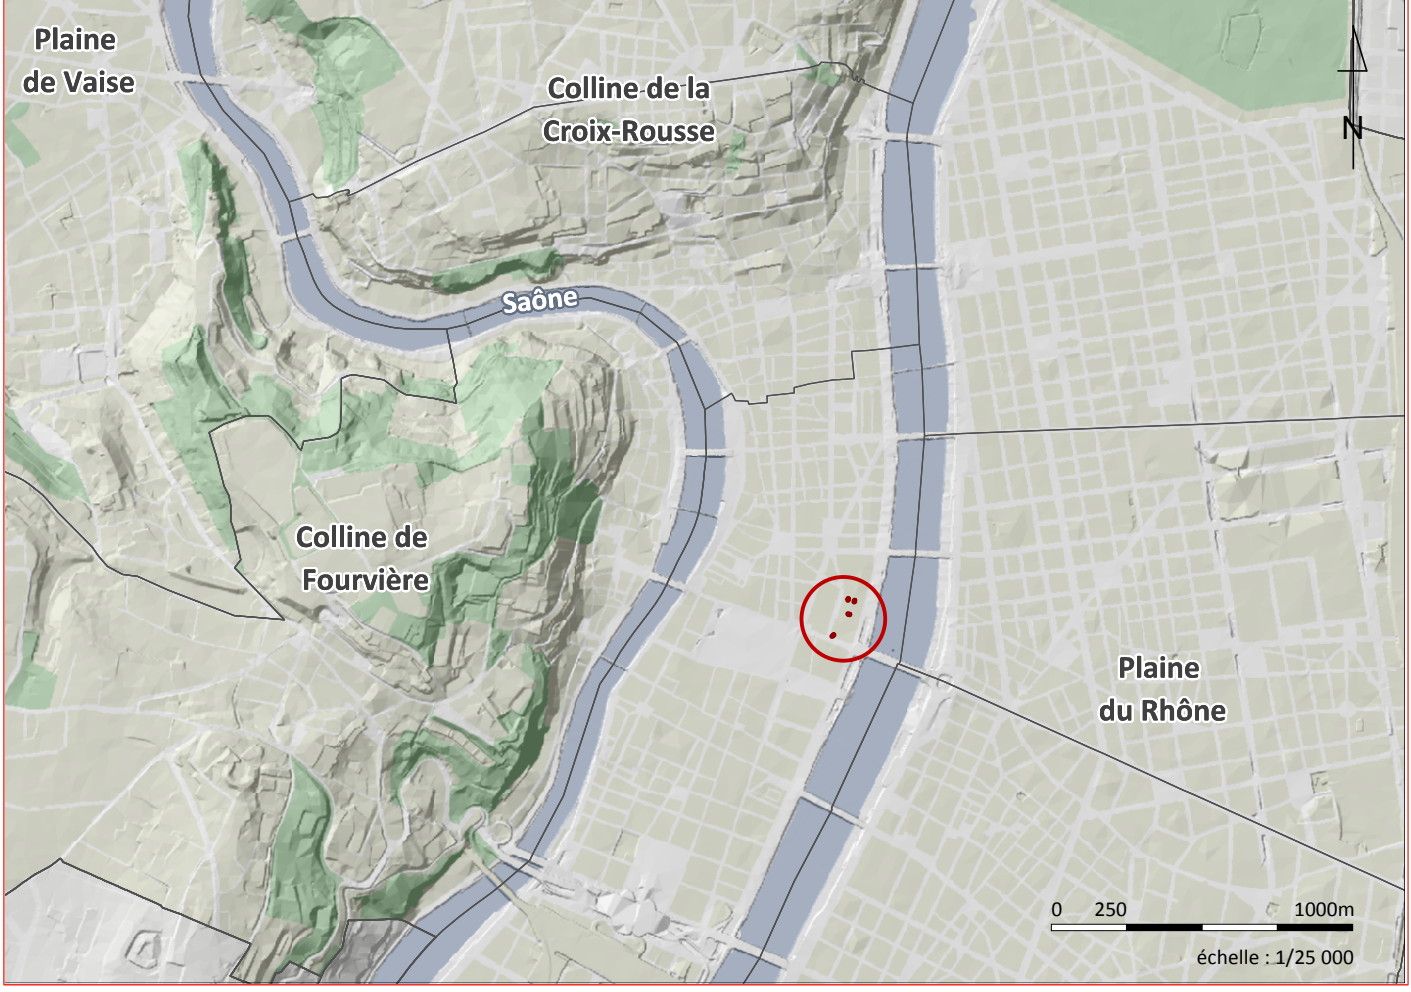 Plaine
de Vaise
Colline de la
Croix-Rousse
N
Saône
Colline de
Fourvière
Plaine
du Rhône
0 250 1000m
échelle : 1/25 000